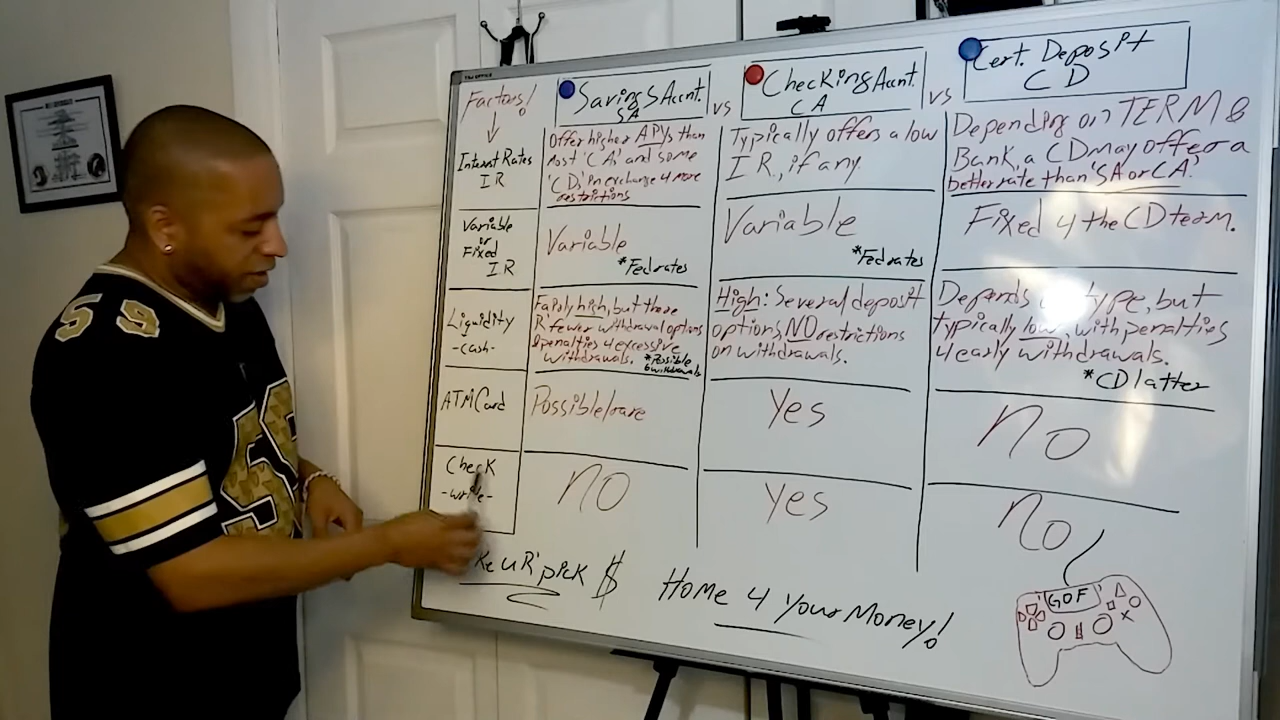 Factors!
Savings Accnt.
SA
vs
Checking Accnt.
CA
vs
Cert. Deposit
CD
Interest Rates
IR
Offer higher APYs than
most 'CA' and some
'CD,' in exchange 4 more
restrictions
Typically offers a low
I R., if any.
Depending on TERM &
Bank, a CD may offer a
better rate than 'SA or CA.'
Variable
or
Fixed
IR
Variable
*Fed rates
Variable
*Fed rates
Fixed 4 the CD term.
Liquidity
-cash-
Fairly high, but there
R' fewer withdrawal options
& penalties 4 excessive
withdrawals. *Possible
6 withdrawals
High: Several deposit
options, NO restrictions
on withdrawals.
Depends type, but
typically low, with penalties
4 early withdrawals.
*CD latter
ATM Card
Possible/rare
Yes
No
Check
-write-
No
Yes
No
Ke u R' pick $
Home 4 Your Money!
GOF
59
59